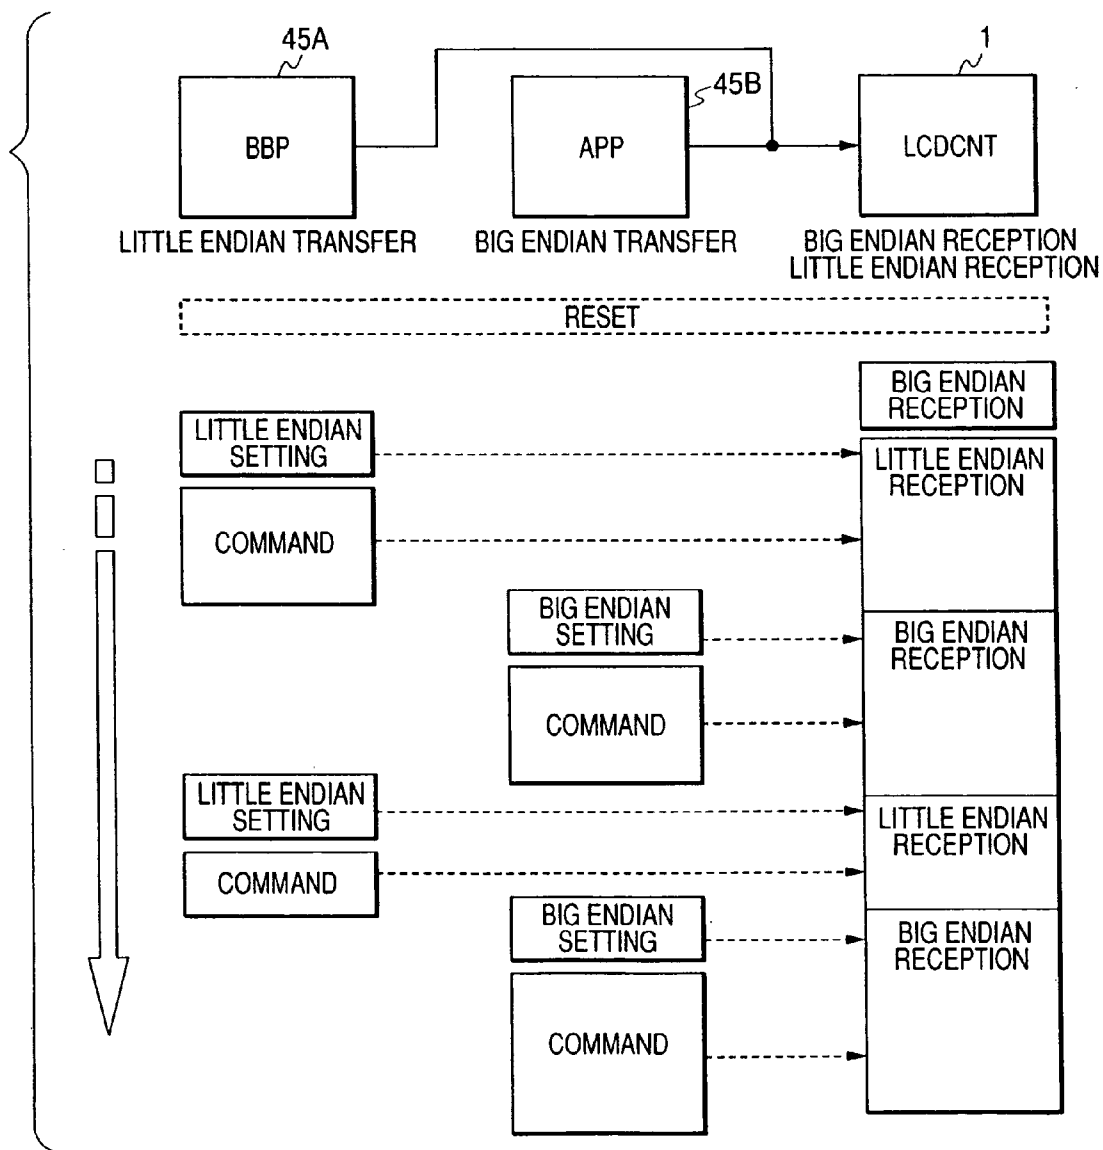 45A
1
45B
BBP
APP
LCDCNT
LITTLE ENDIAN TRANSFER
BIG ENDIAN TRANSFER
BIG ENDIAN RECEPTION
LITTLE ENDIAN RECEPTION
RESET
BIG ENDIAN
RECEPTION
LITTLE ENDIAN
SETTING
LITTLE ENDIAN
RECEPTION
COMMAND
BIG ENDIAN
SETTING
BIG ENDIAN
RECEPTION
COMMAND
LITTLE ENDIAN
SETTING
LITTLE ENDIAN
RECEPTION
COMMAND
BIG ENDIAN
SETTING
BIG ENDIAN
RECEPTION
COMMAND